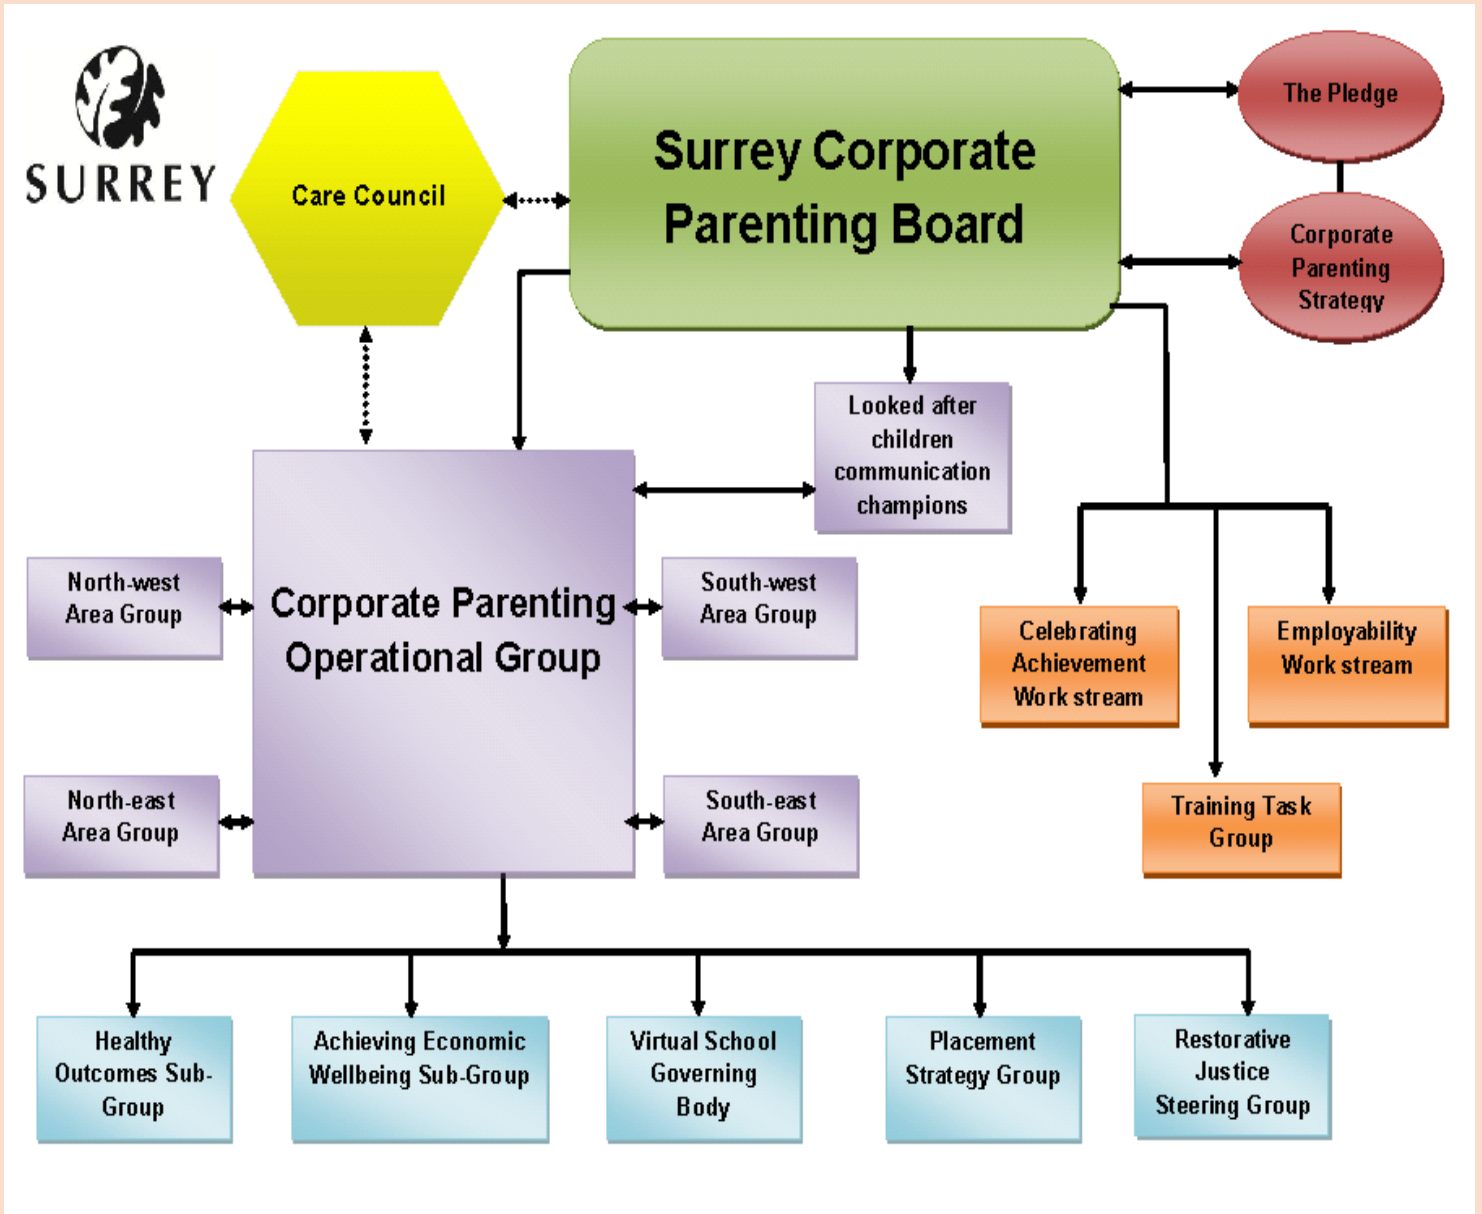 SURREY
Care Council
Surrey Corporate
Parenting Board
The Pledge
Corporate
Parenting
Strategy
Looked after
children
communication
champions
Corporate Parenting
Operational Group
North-west
Area Group
South-west
Area Group
North-east
Area Group
South-east
Area Group
Celebrating
Achievement
Work stream
Employability
Work stream
Training Task
Group
Healthy
Outcomes Sub-
Group
Achieving Economic
Wellbeing Sub-Group
Virtual School
Governing
Body
Placement
Strategy Group
Restorative
Justice
Steering Group